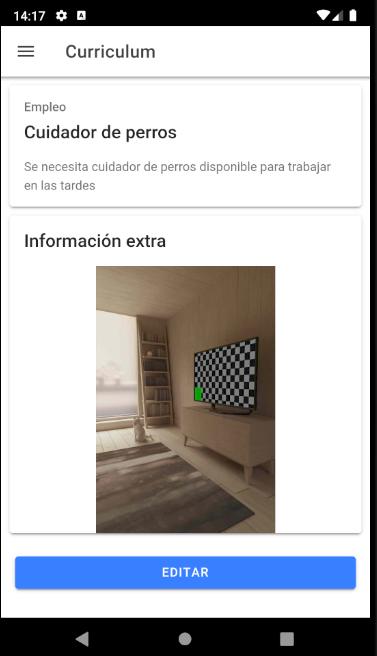 14:17
Curriculum
Empleo
Cuidador de perros
Se necesita cuidador de perros disponible para trabajar
en las tardes
Información extra
EDITAR